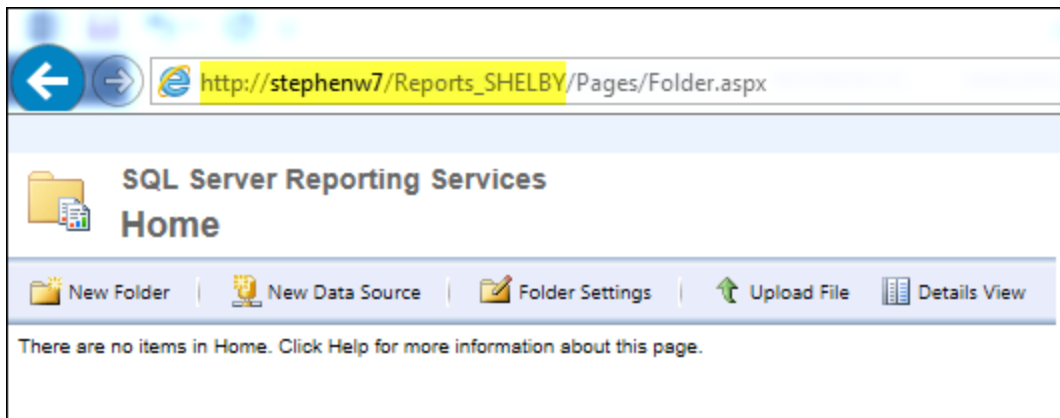 http://stephenw7/Reports_SHELBY/Pages/Folder.aspx
SQL Server Reporting Services
Home
New Folder | New Data Source | Folder Settings | Upload File Details View
There are no items in Home. Click Help for more information about this page.